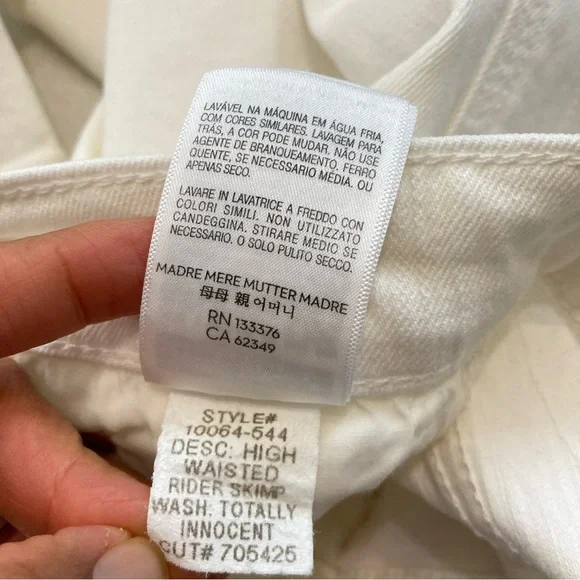 LAVÁVEL NA MÁQUINA EM ÁGUA FRIA,
COM CORES SIMILARES. LAVAGEM PARA
TRÁS, A COR PODE MUDAR. NÃO USE
AGENTE DE BRANQUEAMENTO. FERRO
QUENTE, SE NECESSARIO MÉDIA. OU
APENAS SECO.
LAVARE IN LAVATRICE A FREDDO CON
COLORI SIMILI. NON UTILIZZATO
CANDEGGINA. STIRARE MEDIO SE
NECESSARIO. O SOLO PULITO SECCO.
MADRE MERE MUTTER MADRE
母母 親 어머니
RN 133376
CA 62349
STYLE#
10064-544
DESC: HIGH
WAISTED
RIDER SKIMP
WASH: TOTALLY
INNOCENT
CUT# 705425